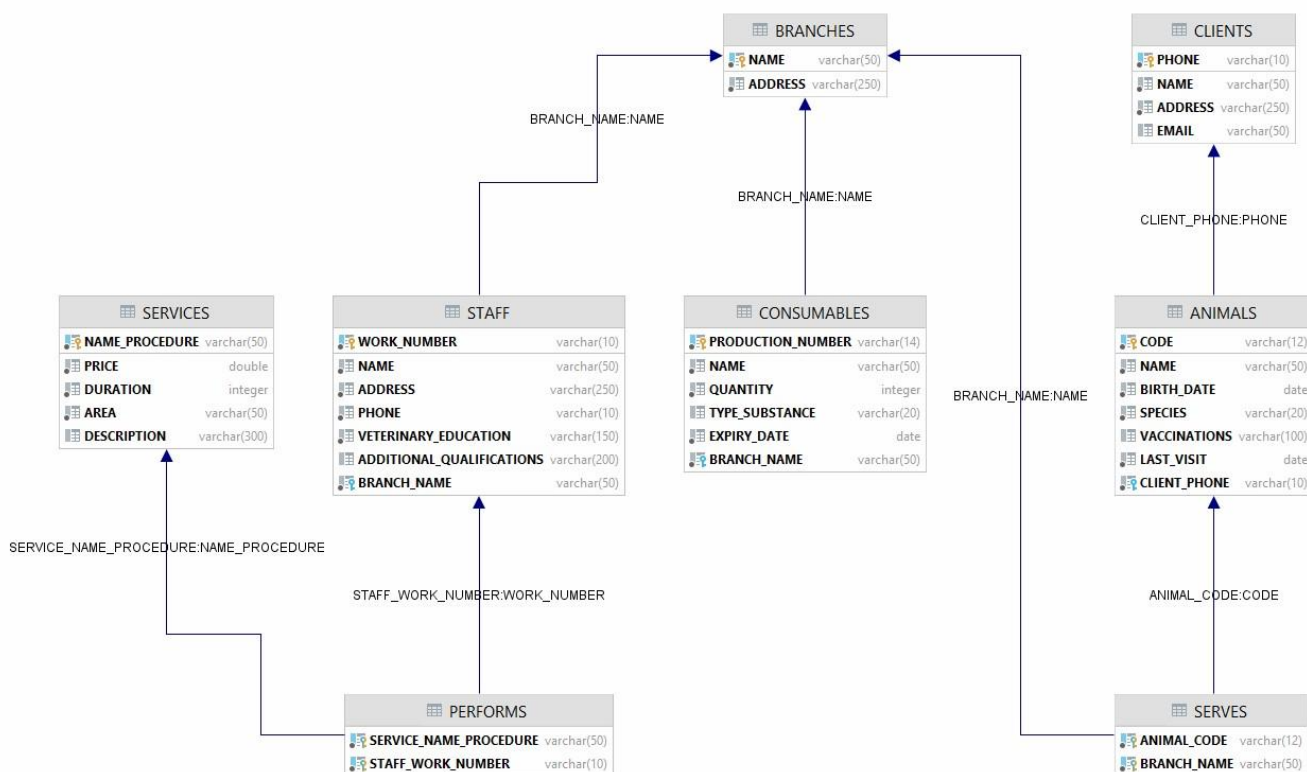 BRANCHES
NAME varchar(50)
ADDRESS varchar(250)
CLIENTS
PHONE varchar(10)
NAME varchar(50)
ADDRESS varchar(250)
EMAIL varchar(50)
BRANCH_NAME:NAME
BRANCH_NAME:NAME
CLIENT_PHONE:PHONE
SERVICES
NAME_PROCEDURE varchar(50)
PRICE double
DURATION integer
AREA varchar(50)
DESCRIPTION varchar(300)
STAFF
WORK_NUMBER varchar(10)
NAME varchar(50)
ADDRESS varchar(250)
PHONE varchar(10)
VETERINARY_EDUCATION varchar(150)
ADDITIONAL_QUALIFICATIONS varchar(200)
BRANCH_NAME varchar(50)
CONSUMABLES
PRODUCTION_NUMBER varchar(14)
NAME varchar(50)
QUANTITY integer
TYPE_SUBSTANCE varchar(20)
EXPIRY_DATE date
BRANCH_NAME varchar(50)
BRANCH_NAME:NAME
ANIMALS
CODE varchar(12)
NAME varchar(50)
BIRTH_DATE date
SPECIES varchar(20)
VACCINATIONS varchar(100)
LAST_VISIT date
CLIENT_PHONE varchar(10)
SERVICE_NAME_PROCEDURE:NAME_PROCEDURE
STAFF_WORK_NUMBER:WORK_NUMBER
ANIMAL_CODE:CODE
PERFORMS
SERVICE_NAME_PROCEDURE varchar(50)
STAFF_WORK_NUMBER varchar(10)
SERVES
ANIMAL_CODE varchar(12)
BRANCH_NAME varchar(50)